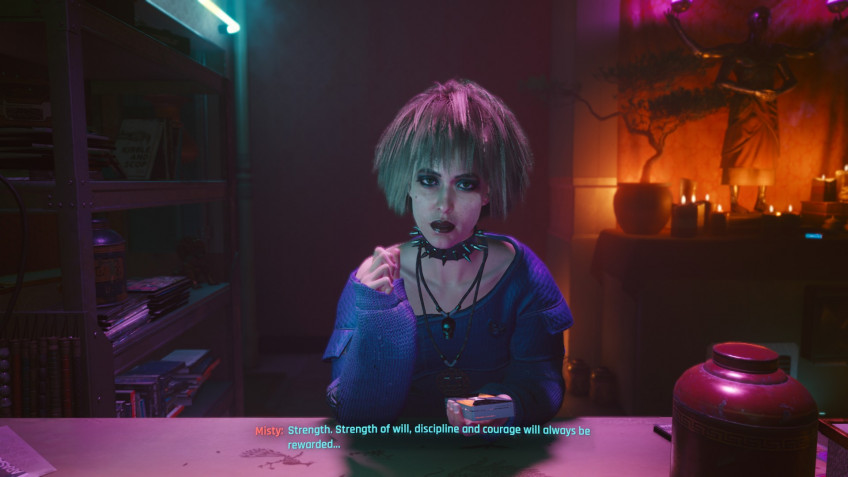 Misty: Strength. Strength of will, discipline and courage will always be
rewarded...